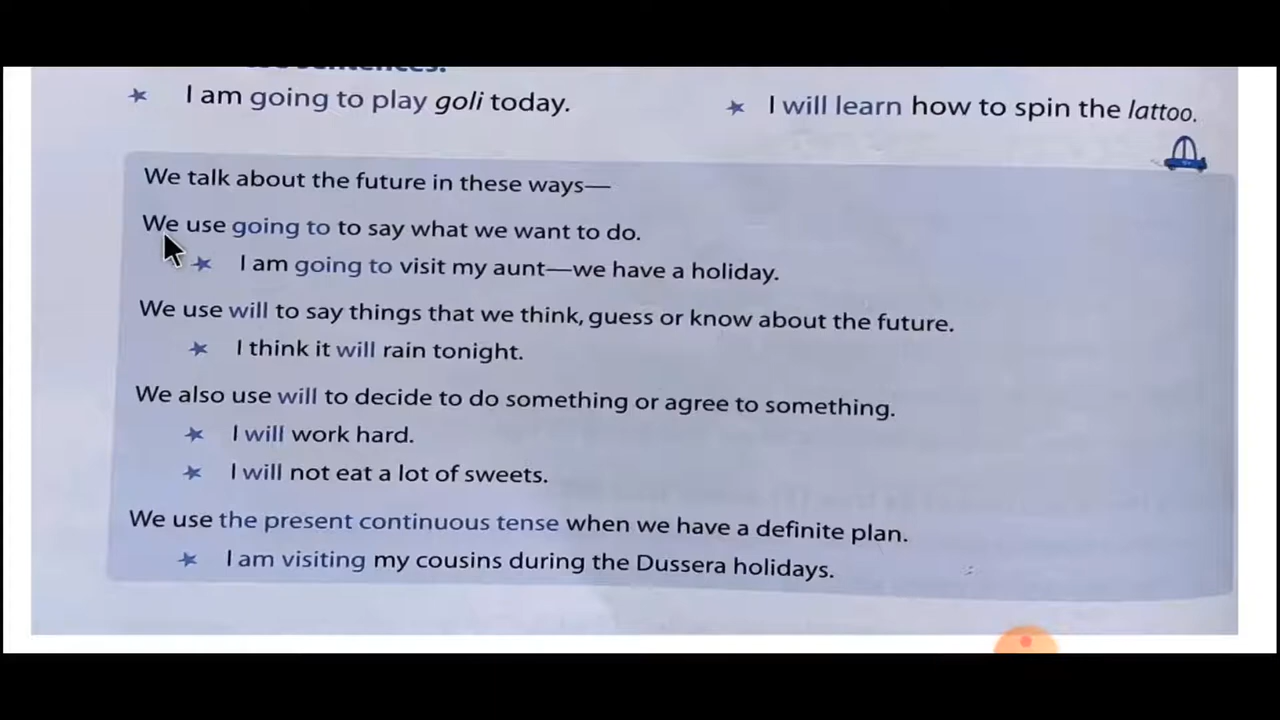 I am going to play goli today.
I will learn how to spin the lattoo.
We talk about the future in these ways—
We use going to to say what we want to do.
I am going to visit my aunt—we have a holiday.
We use will to say things that we think, guess or know about the future.
I think it will rain tonight.
We also use will to decide to do something or agree to something.
I will work hard.
I will not eat a lot of sweets.
We use the present continuous tense when we have a definite plan.
I am visiting my cousins during the Dussera holidays.